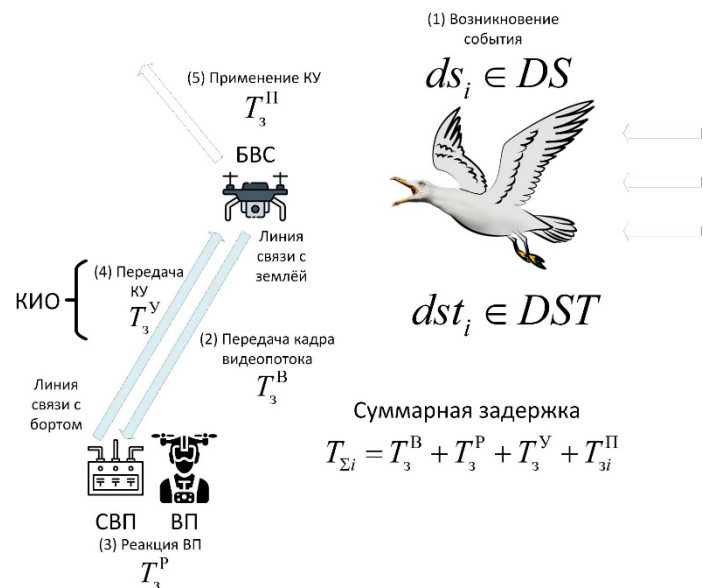 (1) Возникновение
события
ds_i ∈ DS
(5) Применение КУ
T_з^П
БВС
Линия
связи с
землёй
(4) Передача
КУ
T_з^У
КИО
(2) Передача кадра
видеопотока
T_з^В
dst_i ∈ DST
Линия
связи с
бортом
Суммарная задержка
T_Σi = T_з^В + T_з^Р + T_з^У + T_зi^П
СВП ВП
(3) Реакция ВП
T_з^Р